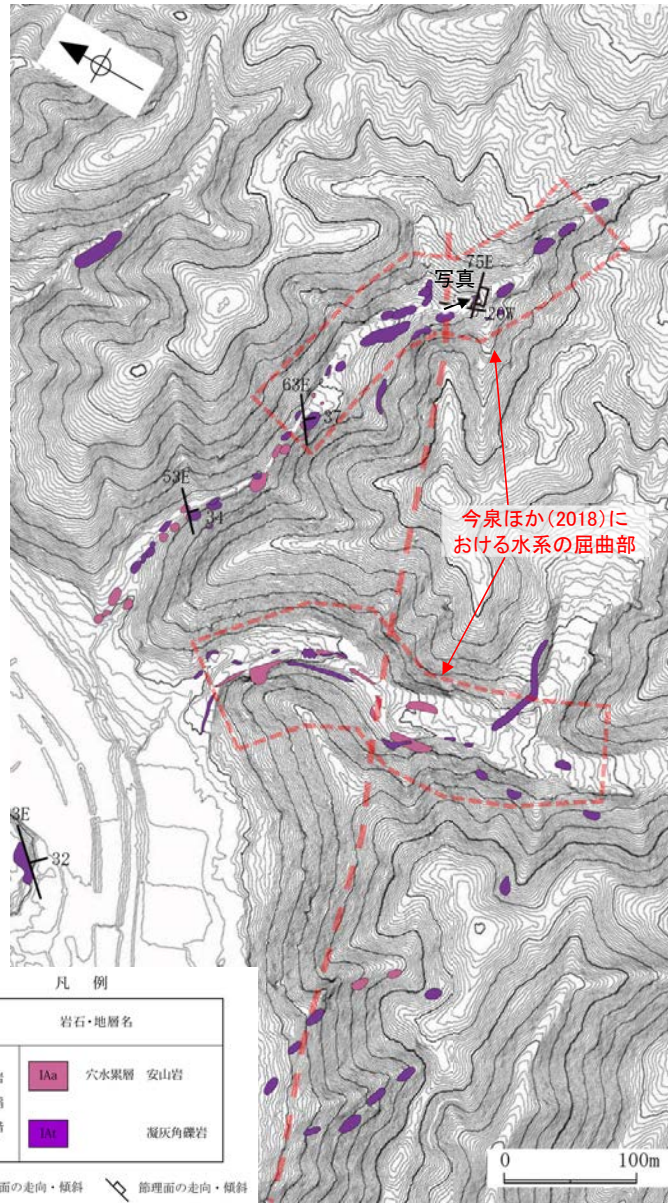 75E
写真
20W
63E
37
53E
34
今泉ほか(2018)に
おける水系の屈曲部
3E
32
凡 例
岩石・地層名
IAa 穴水累層 安山岩
IAt 凝灰角礫岩
面の走向・傾斜 節理面の走向・傾斜
0 100m